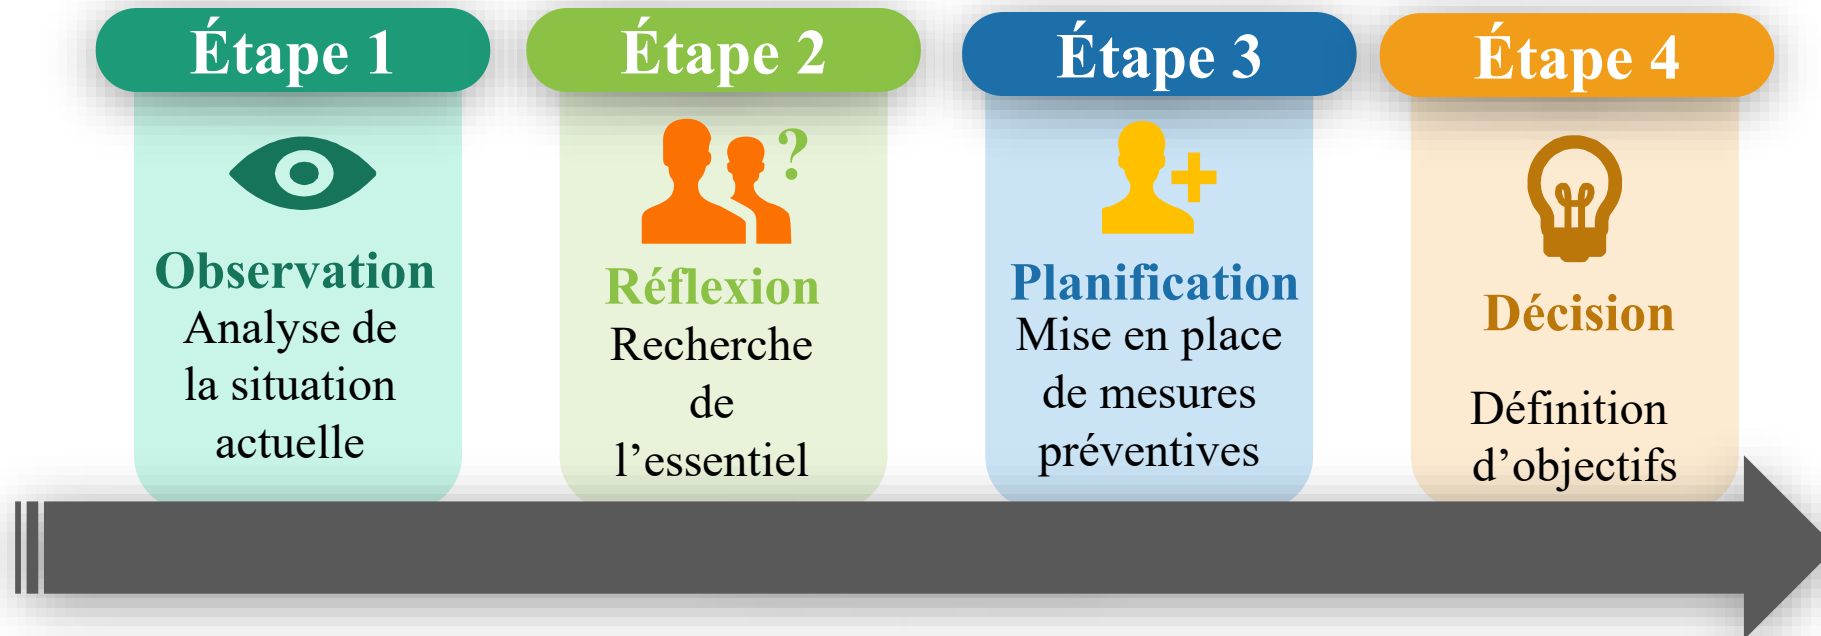 Étape 1
Observation
Analyse de
la situation
actuelle
Étape 2
?
Réflexion
Recherche
de
l’essentiel
Étape 3
Planification
Mise en place
de mesures
préventives
Étape 4
Décision
Définition
d’objectifs